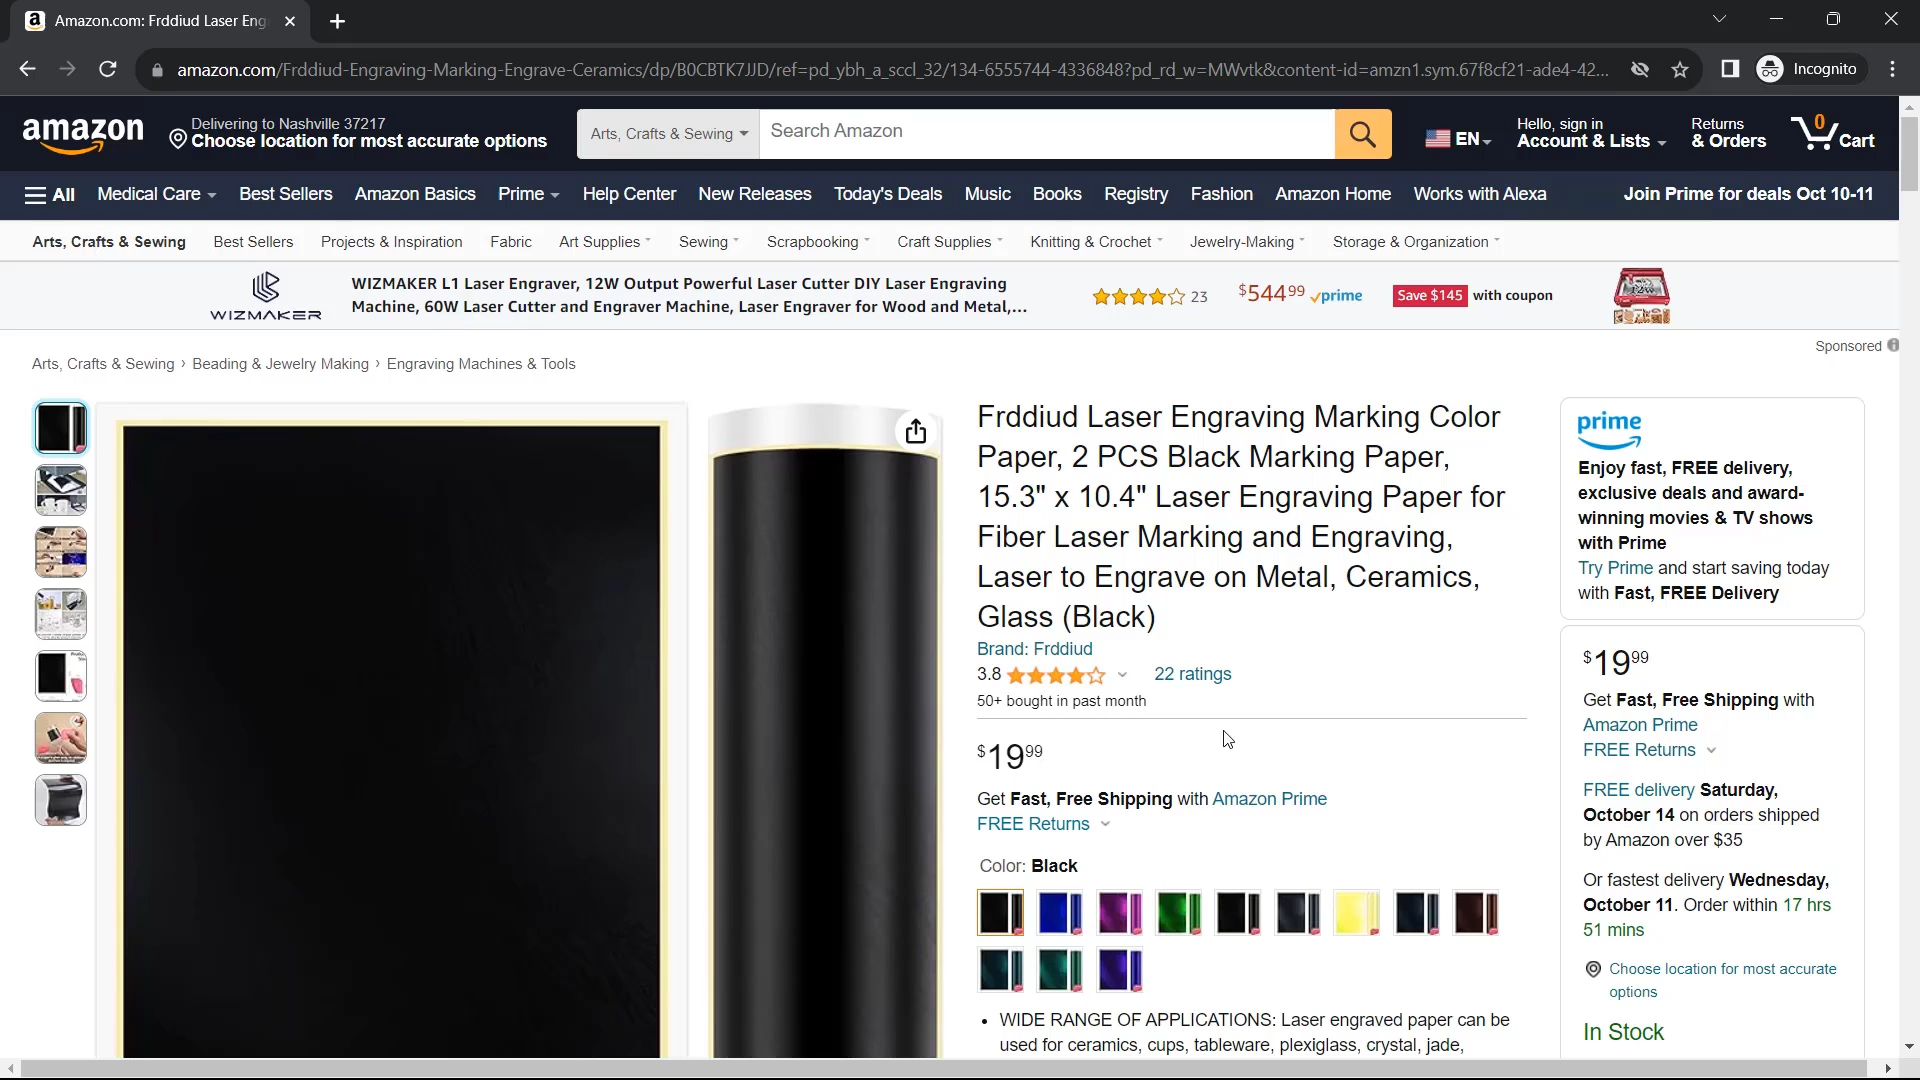 Amazon.com: Frddiud Laser Eng
amazon.com/Frddiud-Engraving-Marking-Engrave-Ceramics/dp/B0CBTK7JJD/ref=pd_ybh_a_sccl_32/134-6555744-4336848?pd_rd_w=MWvtk&content-id=amzn1.sym.67f8cf21-ade4-42...
Incognito
amazon
Delivering to Nashville 37217
Choose location for most accurate options
Arts, Crafts & Sewing
Search Amazon
EN
Hello, sign in
Account & Lists
Returns
& Orders
0
Cart
All
Medical Care
Best Sellers
Amazon Basics
Prime
Help Center
New Releases
Today's Deals
Music
Books
Registry
Fashion
Amazon Home
Works with Alexa
Join Prime for deals Oct 10-11
Arts, Crafts & Sewing
Best Sellers
Projects & Inspiration
Fabric
Art Supplies
Sewing
Scrapbooking
Craft Supplies
Knitting & Crochet
Jewelry-Making
Storage & Organization
WIZMAKER
WIZMAKER L1 Laser Engraver, 12W Output Powerful Laser Cutter DIY Laser Engraving
Machine, 60W Laser Cutter and Engraver Machine, Laser Engraver for Wood and Metal,...
23
$544 99
prime
Save $145 with coupon
Sponsored
Arts, Crafts & Sewing › Beading & Jewelry Making › Engraving Machines & Tools
Frddiud Laser Engraving Marking Color
Paper, 2 PCS Black Marking Paper,
15.3" x 10.4" Laser Engraving Paper for
Fiber Laser Marking and Engraving,
Laser to Engrave on Metal, Ceramics,
Glass (Black)
Brand: Frddiud
3.8
22 ratings
50+ bought in past month
$19 99
Get Fast, Free Shipping with Amazon Prime
FREE Returns
Color: Black
• WIDE RANGE OF APPLICATIONS: Laser engraved paper can be
used for ceramics, cups, tableware, plexiglass, crystal, jade,
prime
Enjoy fast, FREE delivery,
exclusive deals and award-
winning movies & TV shows
with Prime
Try Prime and start saving today
with Fast, FREE Delivery
$19 99
Get Fast, Free Shipping with
Amazon Prime
FREE Returns
FREE delivery Saturday,
October 14 on orders shipped
by Amazon over $35
Or fastest delivery Wednesday,
October 11. Order within 17 hrs
51 mins
Choose location for most accurate
options
In Stock